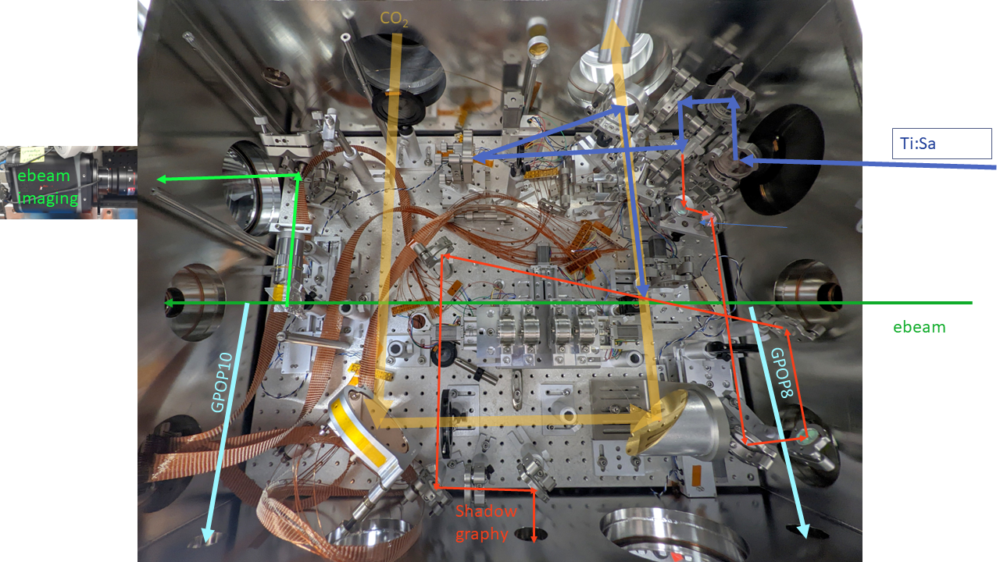 CO₂
Ti:Sa
ebeam
imaging
ebeam
GPOP10
GPOP8
Shadow
graphy